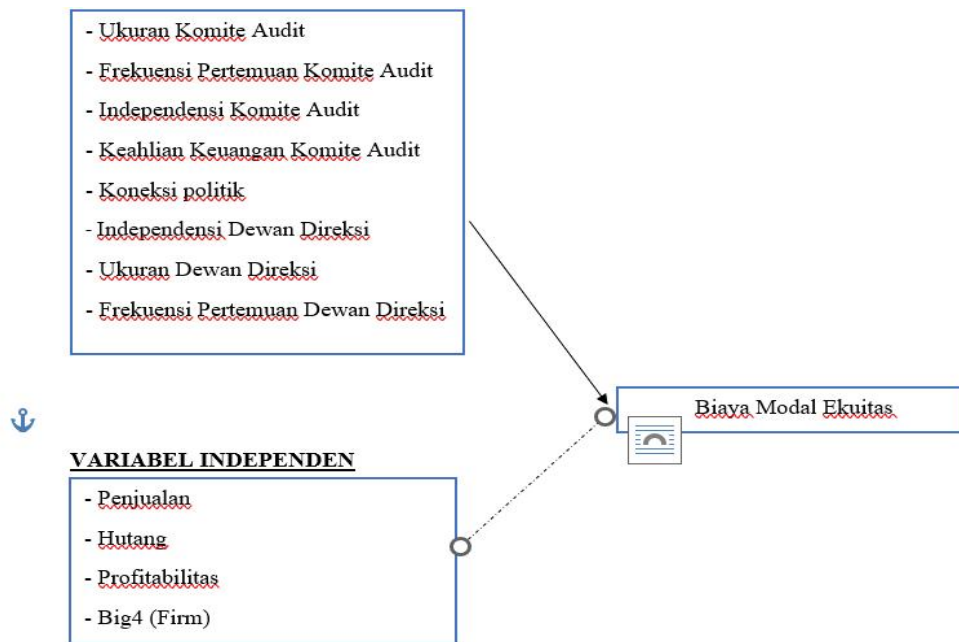 - Ukuran Komite Audit
- Frekuensi Pertemuan Komite Audit
- Independensi Komite Audit
- Keahlian Keuangan Komite Audit
- Koneksi politik
- Independensi Dewan Direksi
- Ukuran Dewan Direksi
- Frekuensi Pertemuan Dewan Direksi
Biaya Modal Ekuitas
VARIABEL INDEPENDEN
- Penjualan
- Hutang
- Profitabilitas
- Big4 (Firm)